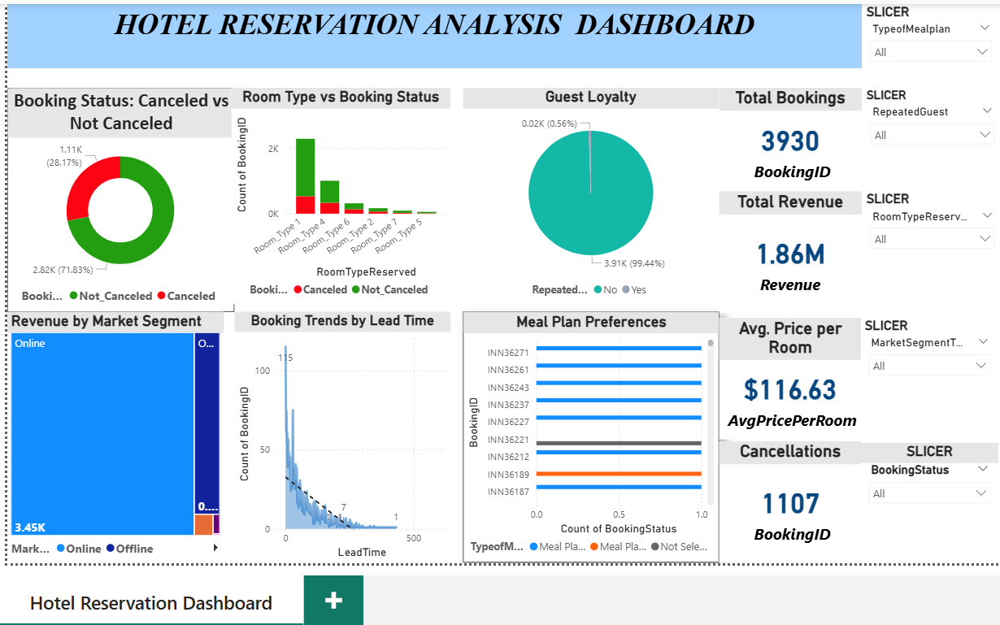 HOTEL RESERVATION ANALYSIS DASHBOARD
SLICER
TypeofMealplan
All
Booking Status: Canceled vs
Not Canceled
1.11K
(28.17%)
2.82K (71.83%)
Booki... Not_Canceled Canceled
Room Type vs Booking Status
Count of BookingID
2K
0K
Room_Type 1
Room_Type 4
Room_Type 6
Room_Type 2
Room_Type 7
Room_Type 5
RoomTypeReserved
Booki... Canceled Not_Canceled
Guest Loyalty
0.02K (0.56%)
3.91K (99.44%)
Repeated... No Yes
Total Bookings
3930
BookingID
SLICER
RepeatedGuest
All
Total Revenue
1.86M
Revenue
SLICER
RoomTypeReserv...
All
Revenue by Market Segment
Online
O...
3.45K
0....
Mark... Online Offline
Booking Trends by Lead Time
Count of BookingID
115
100
50
0
7
1
0
500
LeadTime
Meal Plan Preferences
BookingID
INN36271
INN36261
INN36243
INN36237
INN36227
INN36221
INN36212
INN36189
INN36187
0.0
0.5
1.0
Count of BookingStatus
TypeofM... Meal Pla... Meal Pla... Not Sele...
Avg. Price per
Room
$116.63
AvgPricePerRoom
SLICER
MarketSegmentT...
All
Cancellations
1107
BookingID
SLICER
BookingStatus
All
Hotel Reservation Dashboard